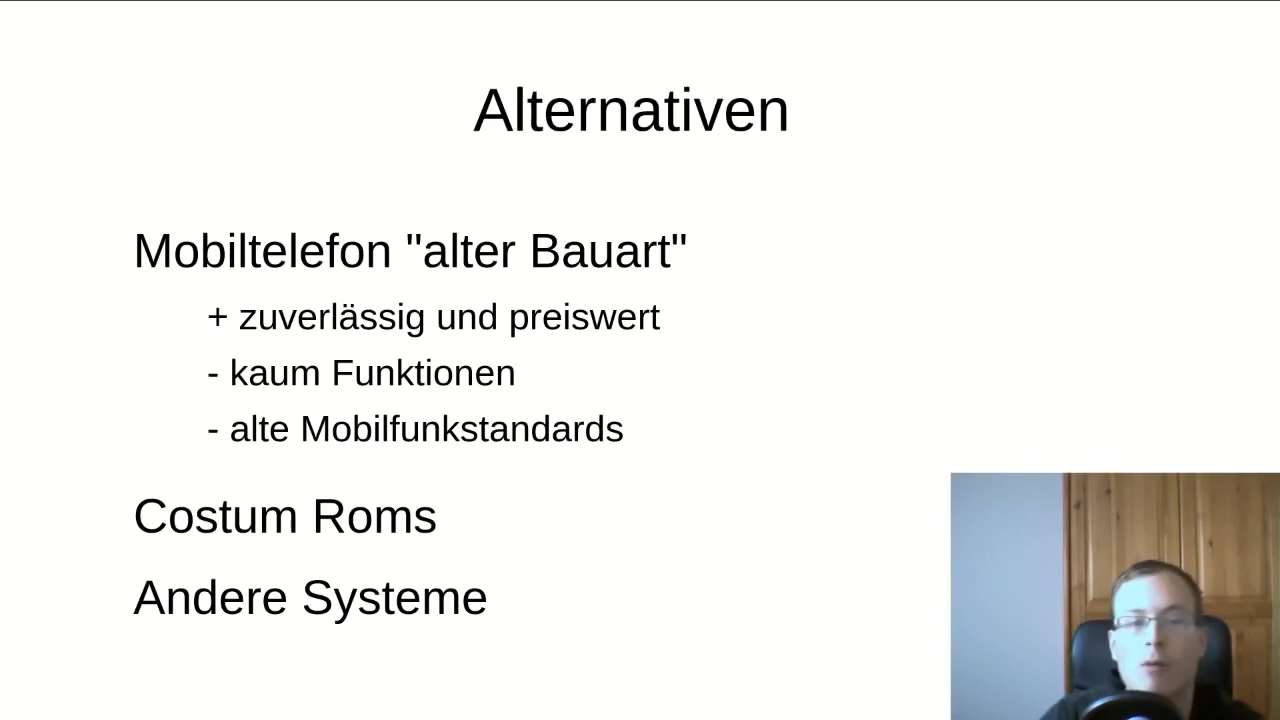 Alternativen
Mobiltelefon "alter Bauart"
+ zuverlässig und preiswert
- kaum Funktionen
- alte Mobilfunkstandards
Costum Roms
Andere Systeme